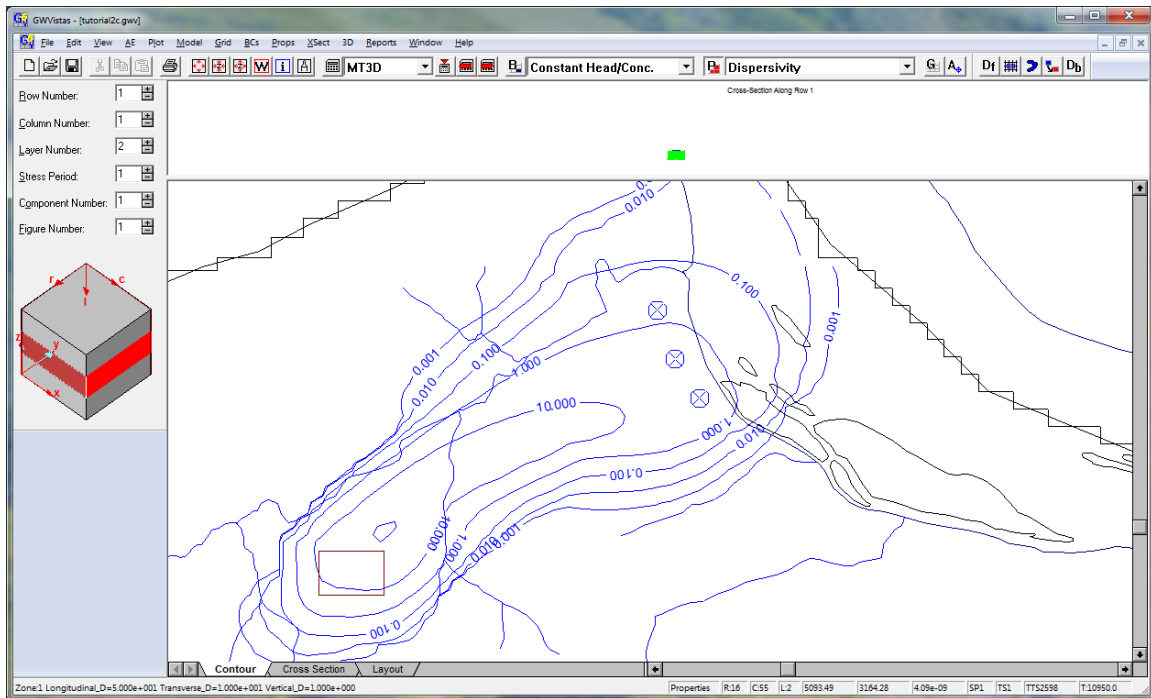 GWVistas - [tutorial2c.gwv]
File Edit View AE Plot Model Grid BCs Props XSect 3D Reports Window Help
MT3D Constant Head/Conc. Dispersivity Df Db
Row Number: 1
Column Number: 1
Layer Number: 2
Stress Period: 1
Component Number: 1
Figure Number: 1
r c
l
z y
x
Cross-Section Along Row 1
0.010
0.100
0.001
0.001
0.010
0.100
1.000
10.000
1.000
0.010
0.100
10.000
1.000
0.010
0.001
0.100
Contour Cross Section Layout
Zone:1 Longitudinal_D=5.000e+001 Transverse_D=1.000e+001 Vertical_D=1.000e+000 Properties R:16 C:55 L:2 5093.49 3164.28 4.09e-09 SP1 TS1 TTS2598 T:10950.0